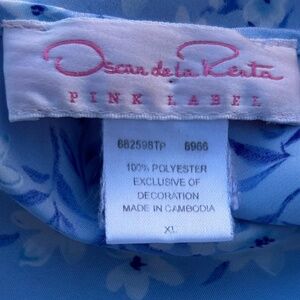 Oscar de la Renta
PINK LABEL
682598TP 6966
100% POLYESTER
EXCLUSIVE OF
DECORATION
MADE IN CAMBODIA
XL